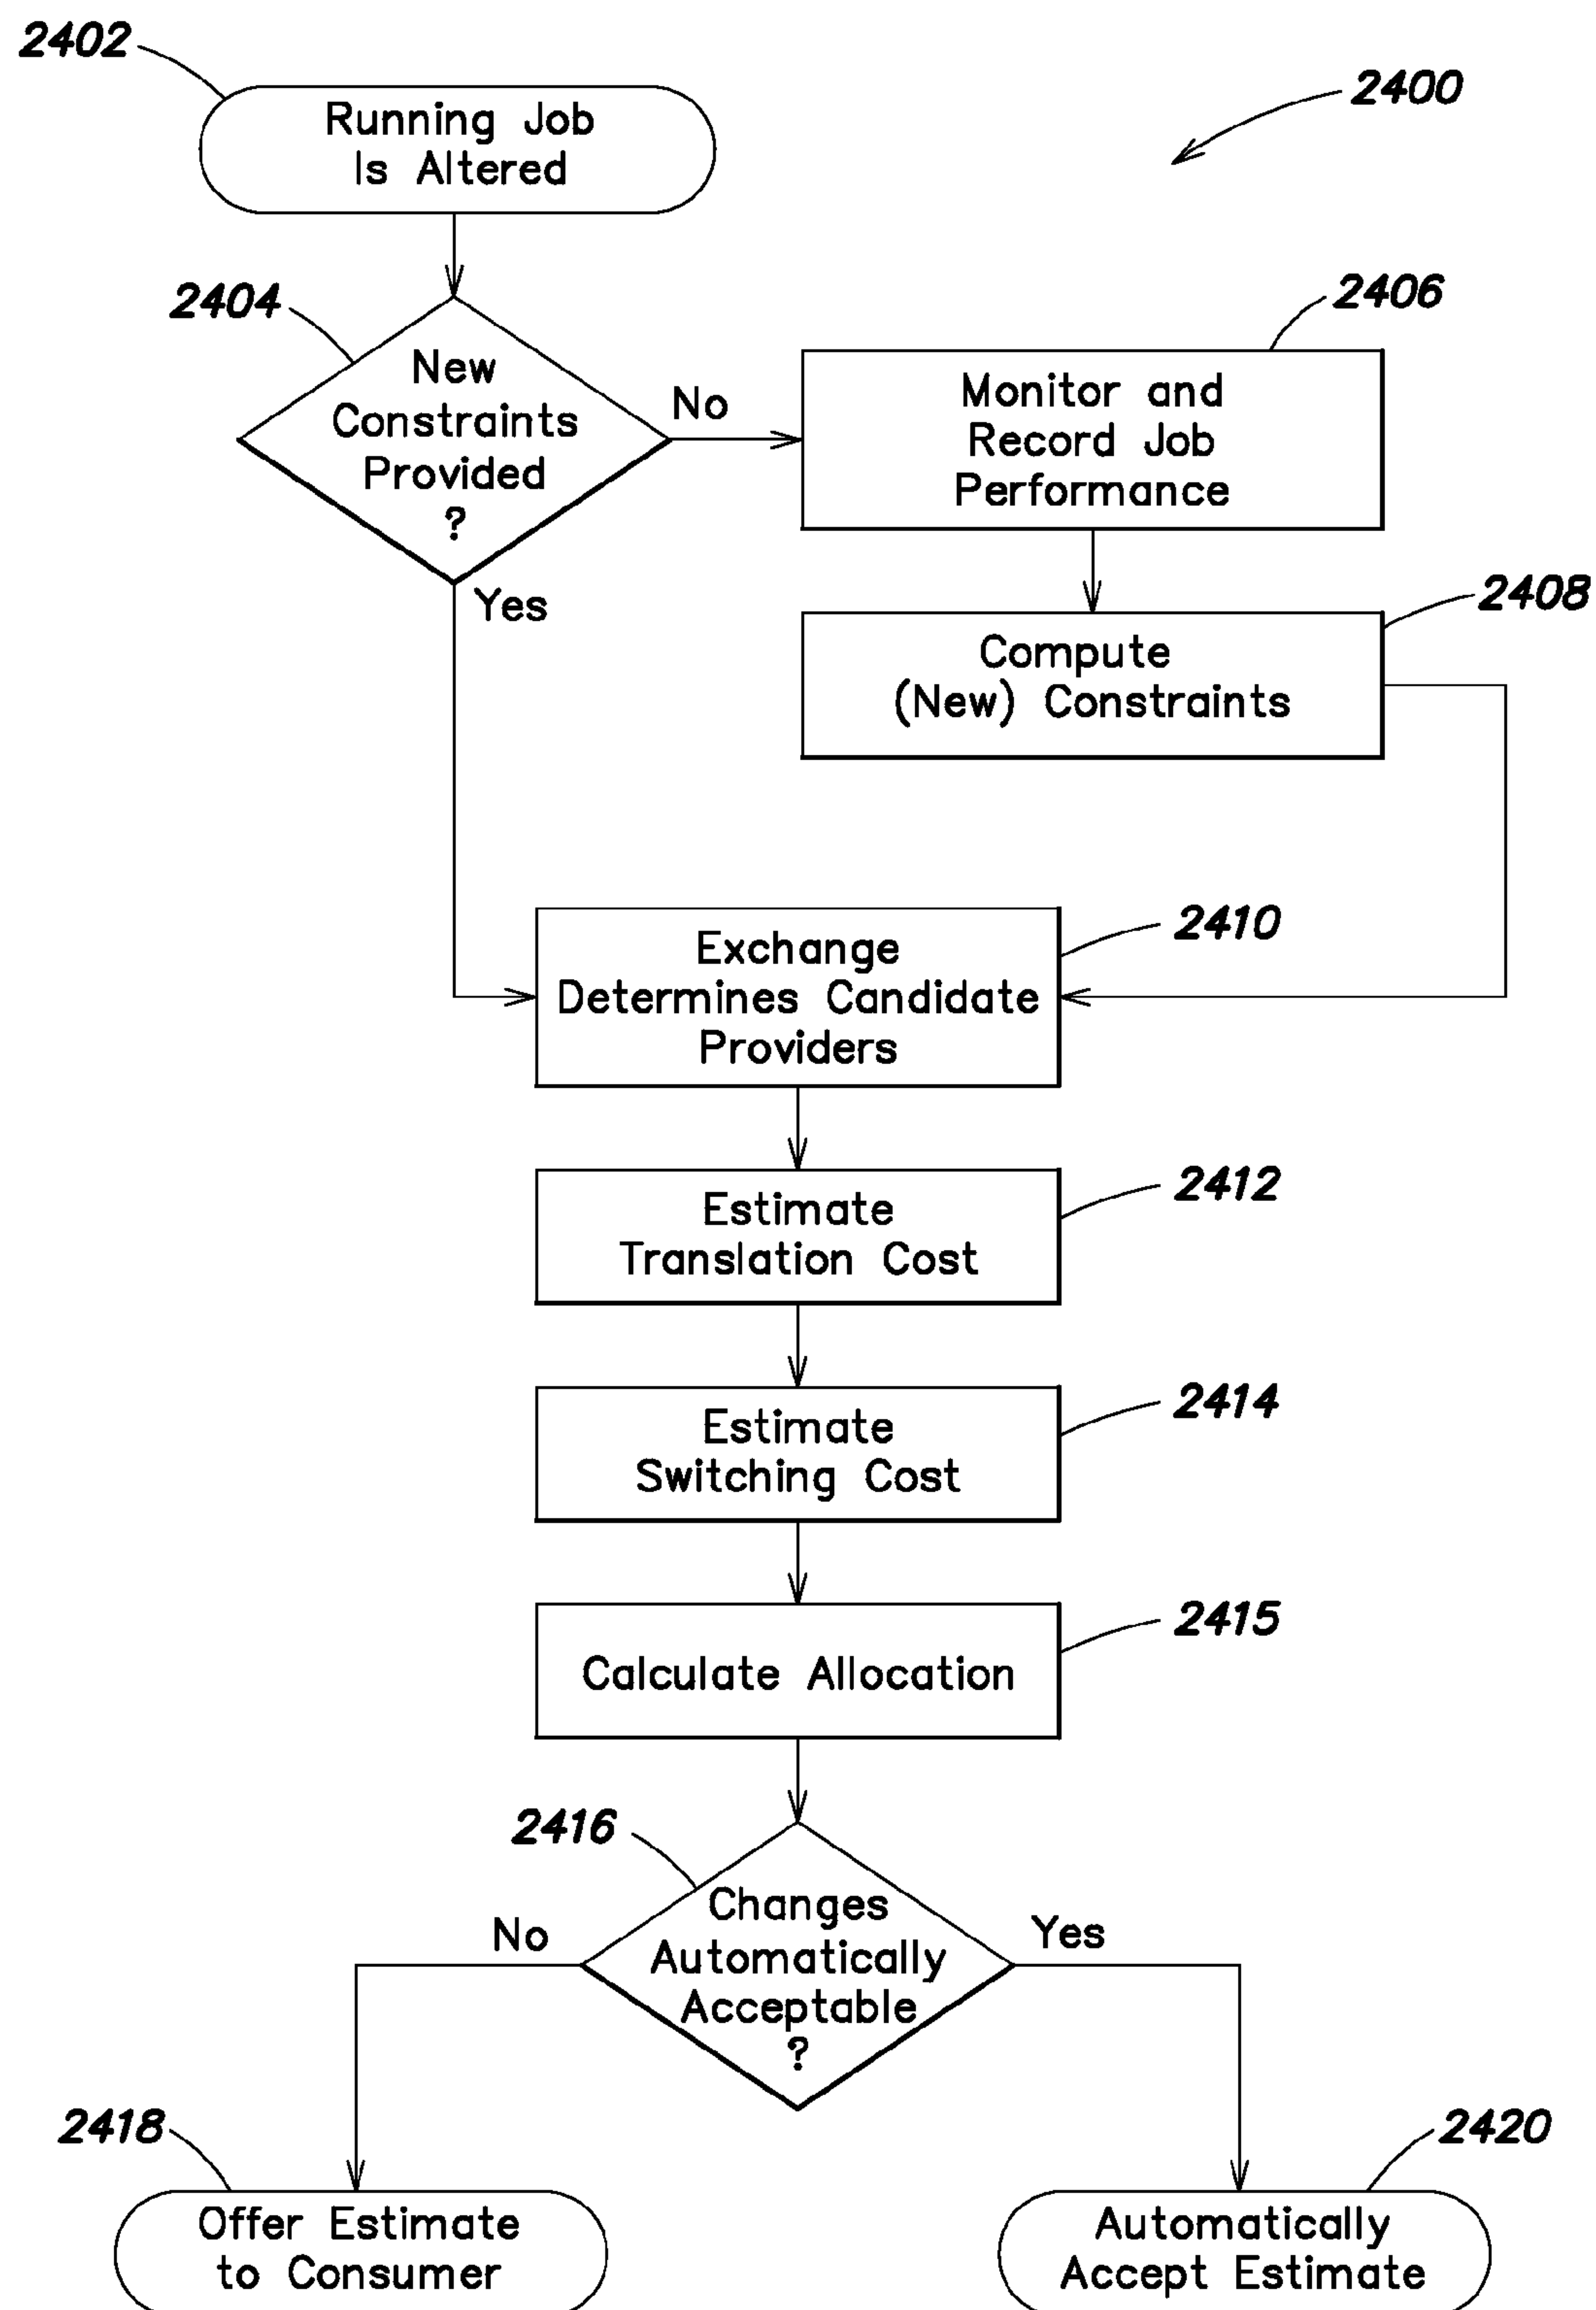 2402
2400
Running Job
Is Altered
2404
2406
New
Constraints
Provided
?
No
Yes
Monitor and
Record Job
Performance
2408
Compute
(New) Constraints
2410
Exchange
Determines Candidate
Providers
2412
Estimate
Translation Cost
2414
Estimate
Switching Cost
2415
Calculate Allocation
2416
Changes
Automatically
Acceptable
?
No
Yes
2418
2420
Offer Estimate
to Consumer
Automatically
Accept Estimate